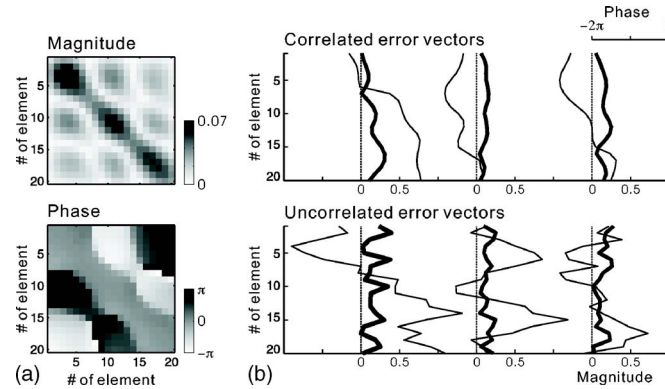 Magnitude
5
10
15
20
# of element
0.07
0
Phase
5
10
15
20
# of element
π
0
-π
5 10 15 20
# of element
(a)
Phase
-2π
Correlated error vectors
5
10
15
20
# of element
0 0.5 0 0.5 0 0.5
Uncorrelated error vectors
5
10
15
20
# of element
0 0.5 0 0.5 0 0.5
Magnitude
(b)